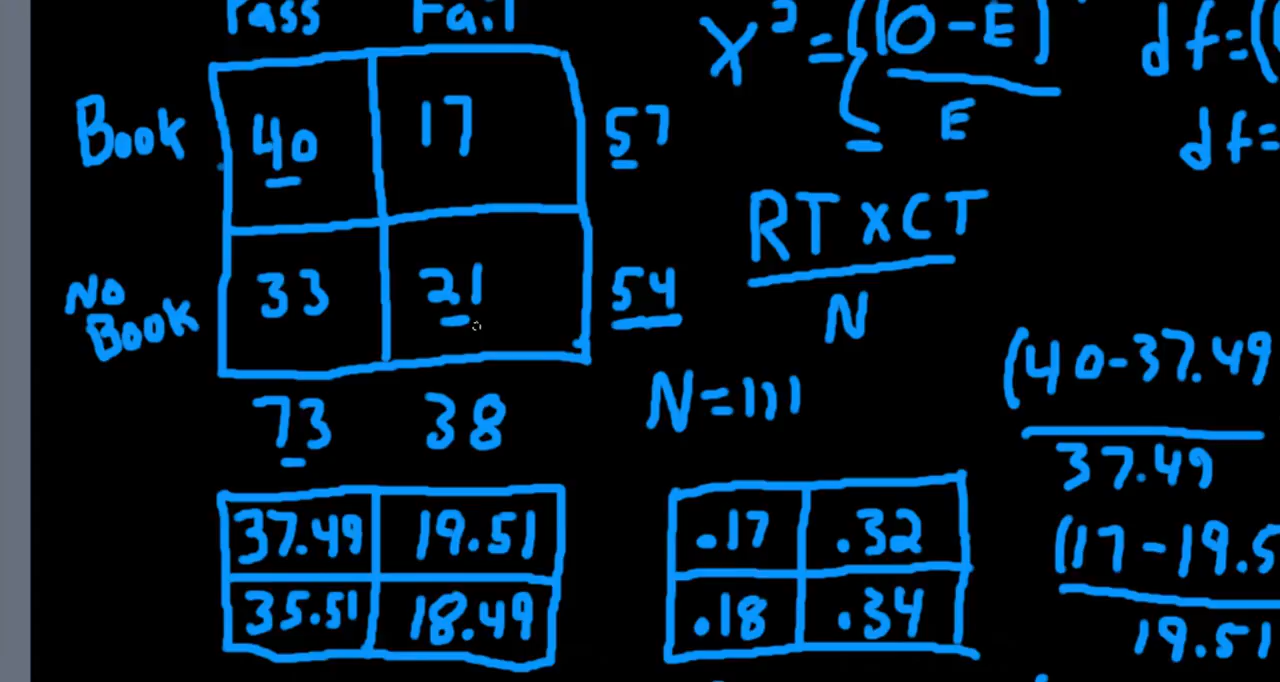 Pass Fail
Book 40 17 57
No Book 33 21 54
73 38
37.49 19.51
35.51 18.49
X² = Σ(O-E)
E
RT x CT
N
N=111
.17 .32
.18 .34
df=(
df=
(40-37.49
37.49
(17-19.5
19.51